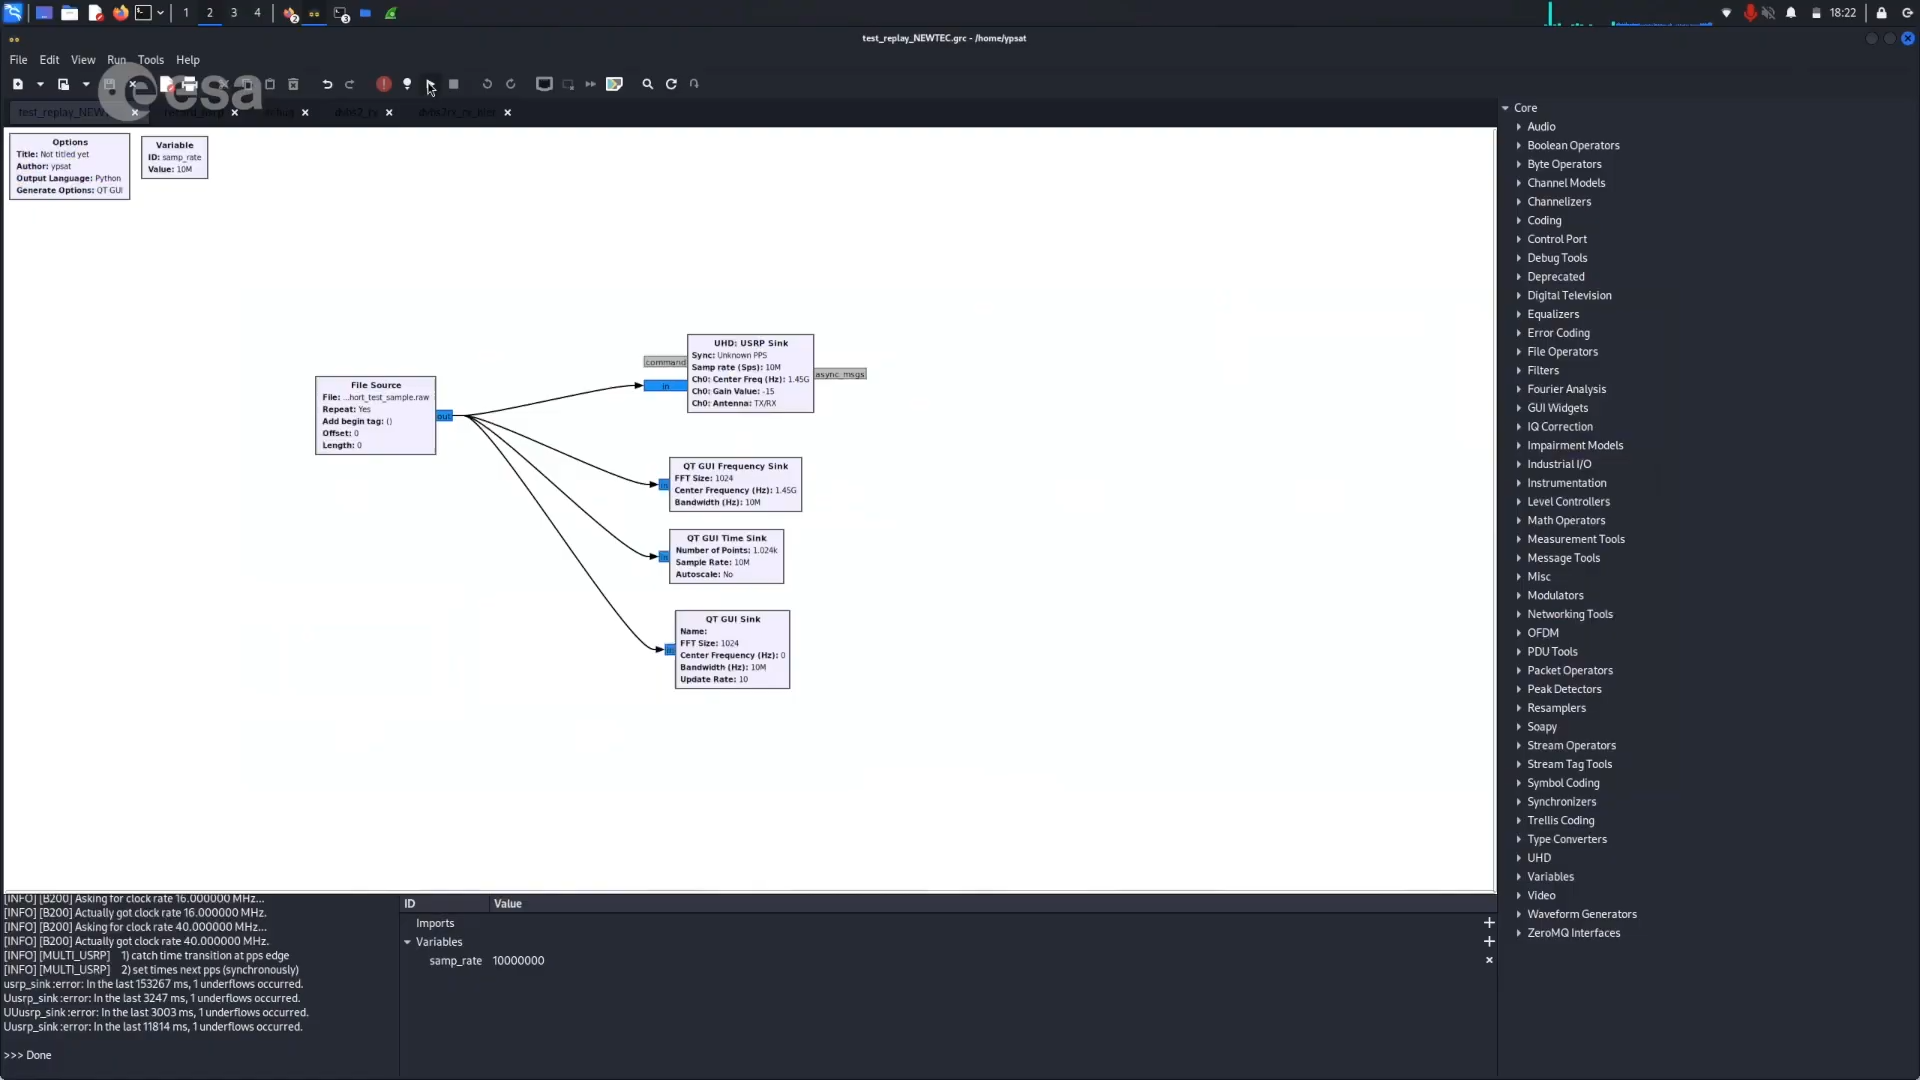 1 2 3 4
2
3
18:22
test_replay_NEWTEC.grc - /home/ypsat
File Edit View Run Tools Help
esa
Options
Title: Not titled yet
Author: ypsat
Output Language: Python
Generate Options: QT GUI
Variable
ID: samp_rate
Value: 10M
File Source
File: ...hort_test_sample.raw
Repeat: Yes
Add begin tag: ()
Offset: 0
Length: 0
out
command
in
UHD: USRP Sink
Sync: Unknown PPS
Samp rate (Sps): 10M
Ch0: Center Freq (Hz): 1.45G
Ch0: Gain Value: -15
Ch0: Antenna: TX/RX
async_msgs
in
QT GUI Frequency Sink
FFT Size: 1024
Center Frequency (Hz): 1.45G
Bandwidth (Hz): 10M
in
QT GUI Time Sink
Number of Points: 1.024k
Sample Rate: 10M
Autoscale: No
in
QT GUI Sink
Name:
FFT Size: 1024
Center Frequency (Hz): 0
Bandwidth (Hz): 10M
Update Rate: 10
Core
Audio
Boolean Operators
Byte Operators
Channel Models
Channelizers
Coding
Control Port
Debug Tools
Deprecated
Digital Television
Equalizers
Error Coding
File Operators
Filters
Fourier Analysis
GUI Widgets
IQ Correction
Impairment Models
Industrial I/O
Instrumentation
Level Controllers
Math Operators
Measurement Tools
Message Tools
Misc
Modulators
Networking Tools
OFDM
PDU Tools
Packet Operators
Peak Detectors
Resamplers
Soapy
Stream Operators
Stream Tag Tools
Symbol Coding
Synchronizers
Trellis Coding
Type Converters
UHD
Variables
Video
Waveform Generators
ZeroMQ Interfaces
[INFO] [B200] Asking for clock rate 16.000000 MHz...
[INFO] [B200] Actually got clock rate 16.000000 MHz.
[INFO] [B200] Asking for clock rate 40.000000 MHz...
[INFO] [B200] Actually got clock rate 40.000000 MHz.
[INFO] [MULTI_USRP] 1) catch time transition at pps edge
[INFO] [MULTI_USRP] 2) set times next pps (synchronously)
usrp_sink :error: In the last 153267 ms, 1 underflows occurred.
Uusrp_sink :error: In the last 3247 ms, 1 underflows occurred.
UUusrp_sink :error: In the last 3003 ms, 1 underflows occurred.
Uusrp_sink :error: In the last 11814 ms, 1 underflows occurred.
>>> Done
ID Value
Imports
Variables
samp_rate 10000000